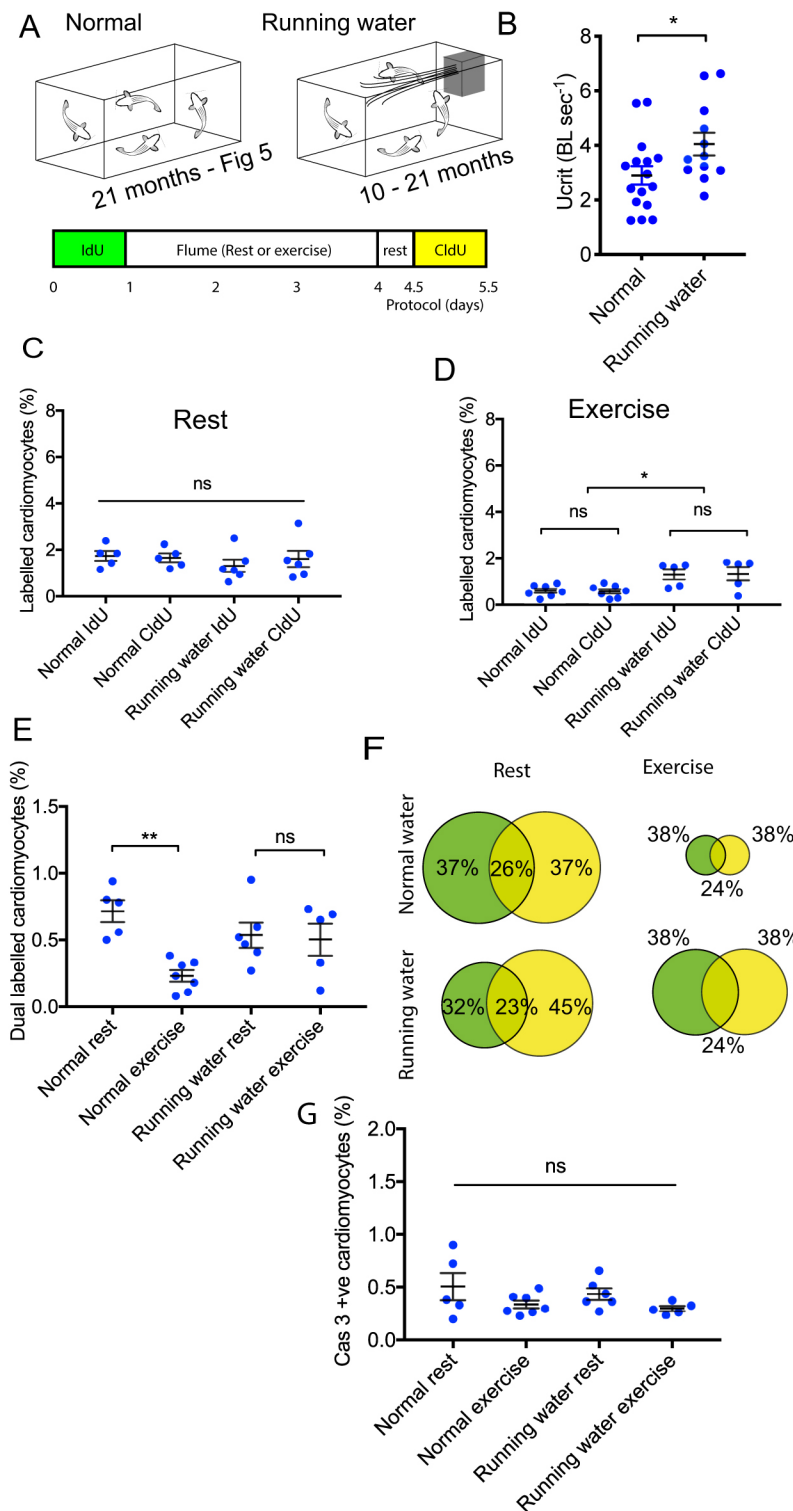 A
Normal
Running water
21 months - Fig 5
10 - 21 months
IdU
Flume (Rest or exercise)
rest
CldU
0
1
2
3
4
4.5
5.5
Protocol (days)
B
*
8
6
4
2
0
Ucrit (BL sec-1)
Normal
Running water
C
Rest
ns
8
6
4
2
0
Labelled cardiomyocytes (%)
Normal IdU
Normal CldU
Running water IdU
Running water CldU
D
Exercise
*
ns
ns
8
6
4
2
0
Labelled cardiomyocytes (%)
Normal IdU
Normal CldU
Running water IdU
Running water CldU
E
**
ns
1.5
1.0
0.5
0.0
Dual labelled cardiomyocytes (%)
Normal rest
Normal exercise
Running water rest
Running water exercise
F
Rest
Exercise
Normal water
37%
26%
37%
38%
38%
24%
Running water
32%
23%
45%
38%
38%
24%
G
ns
2.0
1.5
1.0
0.5
0.0
Cas 3 +ve cardiomyocytes (%)
Normal rest
Normal exercise
Running water rest
Running water exercise